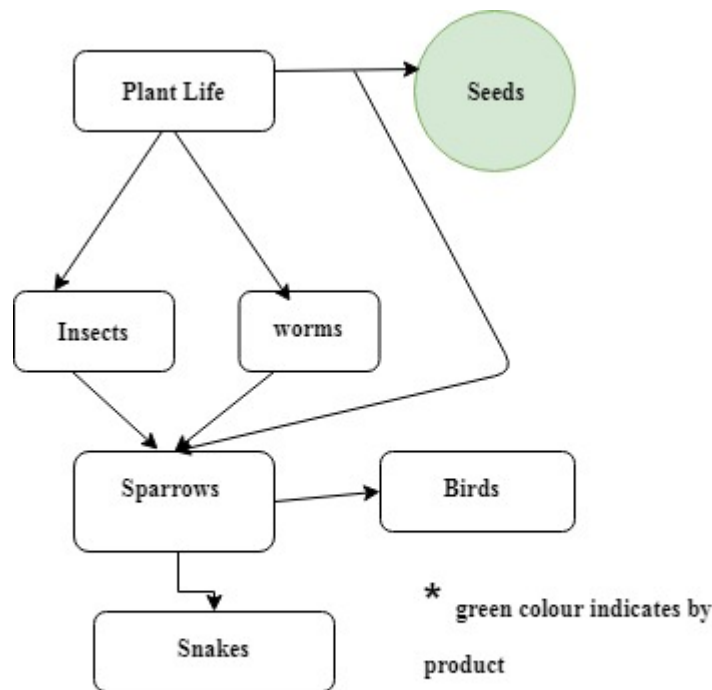 Plant Life
Seeds
Insects
worms
Sparrows
Birds
Snakes
* green colour indicates by
product